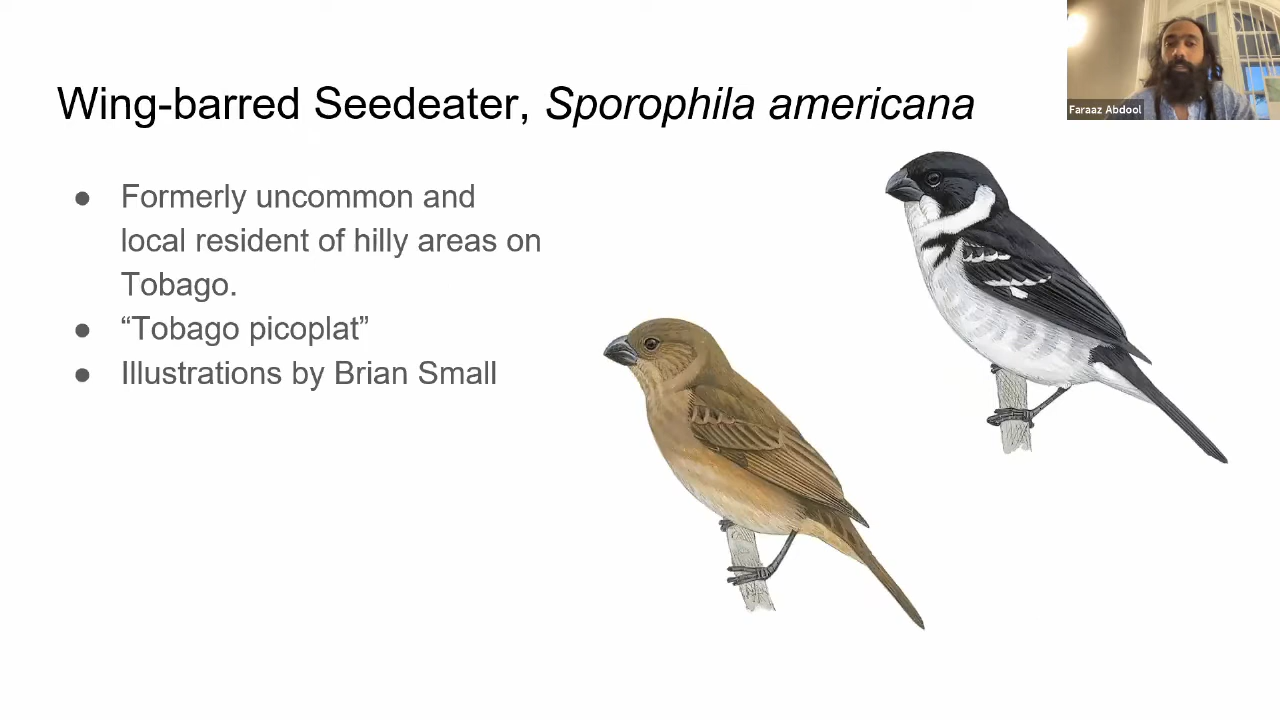 Wing-barred Seedeater, Sporophila americana
Faraaz Abdool
● Formerly uncommon and
local resident of hilly areas on
Tobago.
● “Tobago picoplat”
● Illustrations by Brian Small